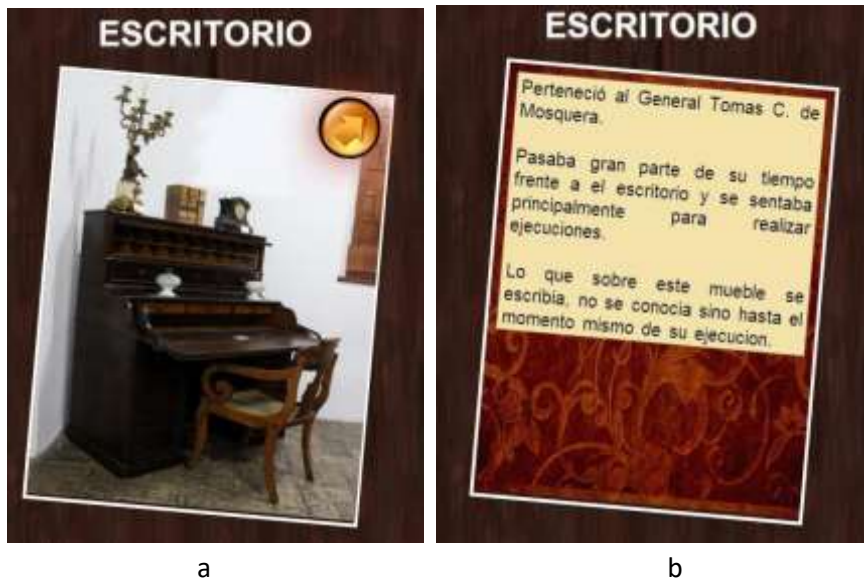 ESCRITORIO
ESCRITORIO
Perteneció al General Tomas C. de
Mosquera.
Pasaba gran parte de su tiempo
frente a el escritorio y se sentaba
principalmente para realizar
ejecuciones.
Lo que sobre este mueble se
escribia, no se conocia sino hasta el
momento mismo de su ejecucion.
a
b